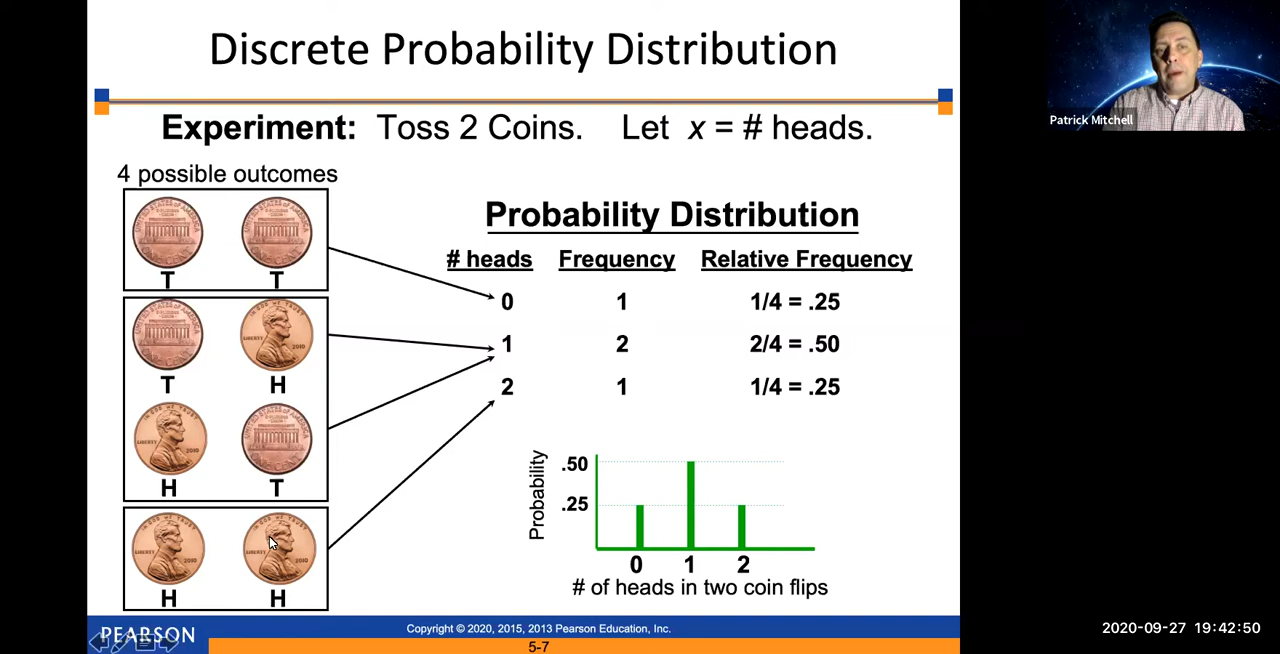 Discrete Probability Distribution
Experiment: Toss 2 Coins. Let x = # heads.
4 possible outcomes
T T
T H
H T
H H
Probability Distribution
# heads Frequency Relative Frequency
0 1 1/4 = .25
1 2 2/4 = .50
2 1 1/4 = .25
Probability
.50
.25
0 1 2
# of heads in two coin flips
PEARSON
Copyright © 2020, 2015, 2013 Pearson Education, Inc.
5-7
Patrick Mitchell
2020-09-27 19:42:50